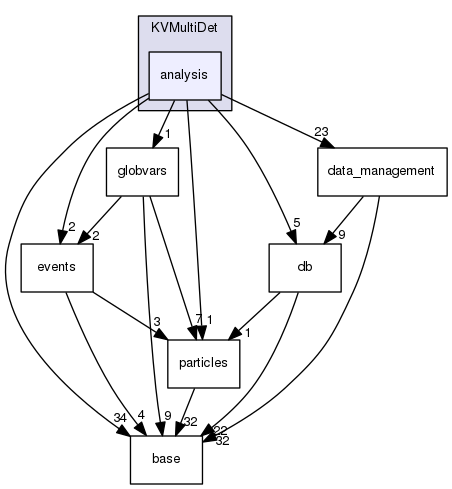 KVMultiDet
analysis
23
1
globvars
data_management
2
2
5
9
events
db
3
7
1
1
particles
34
4
9
32
22
32
base